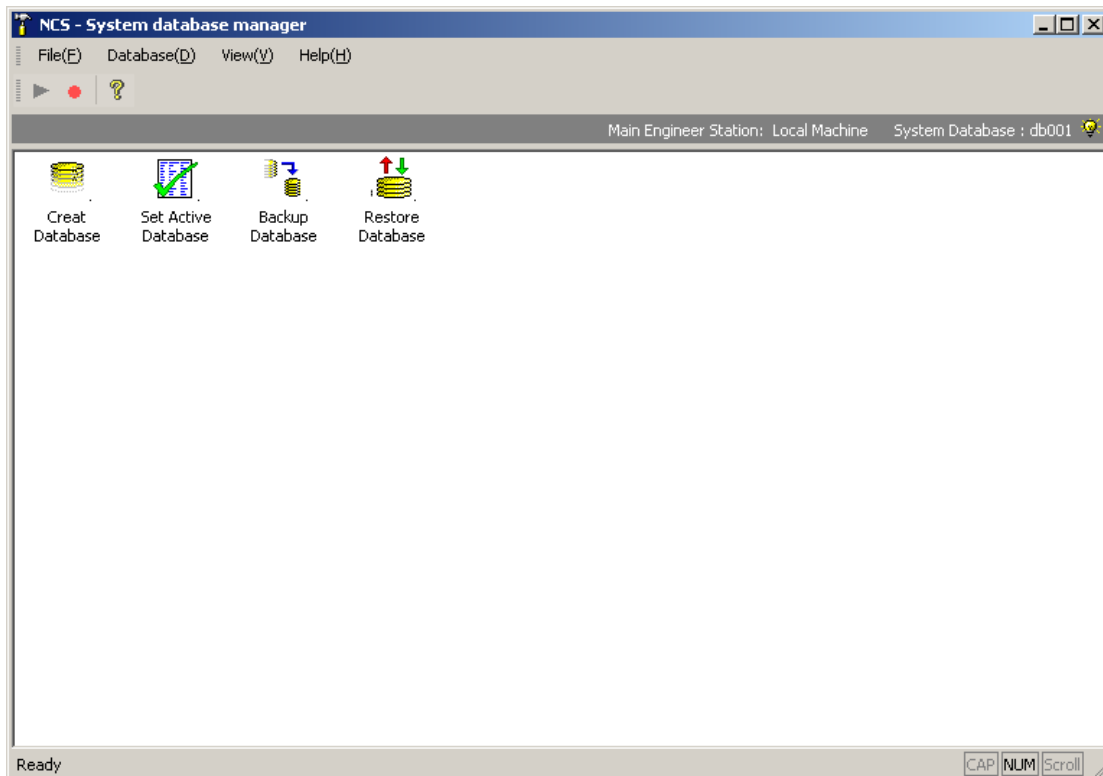 NCS - System database manager
File(F) Database(D) View(V) Help(H)
Main Engineer Station: Local Machine System Database : db001
Creat Database
Set Active Database
Backup Database
Restore Database
Ready
CAP NUM Scroll